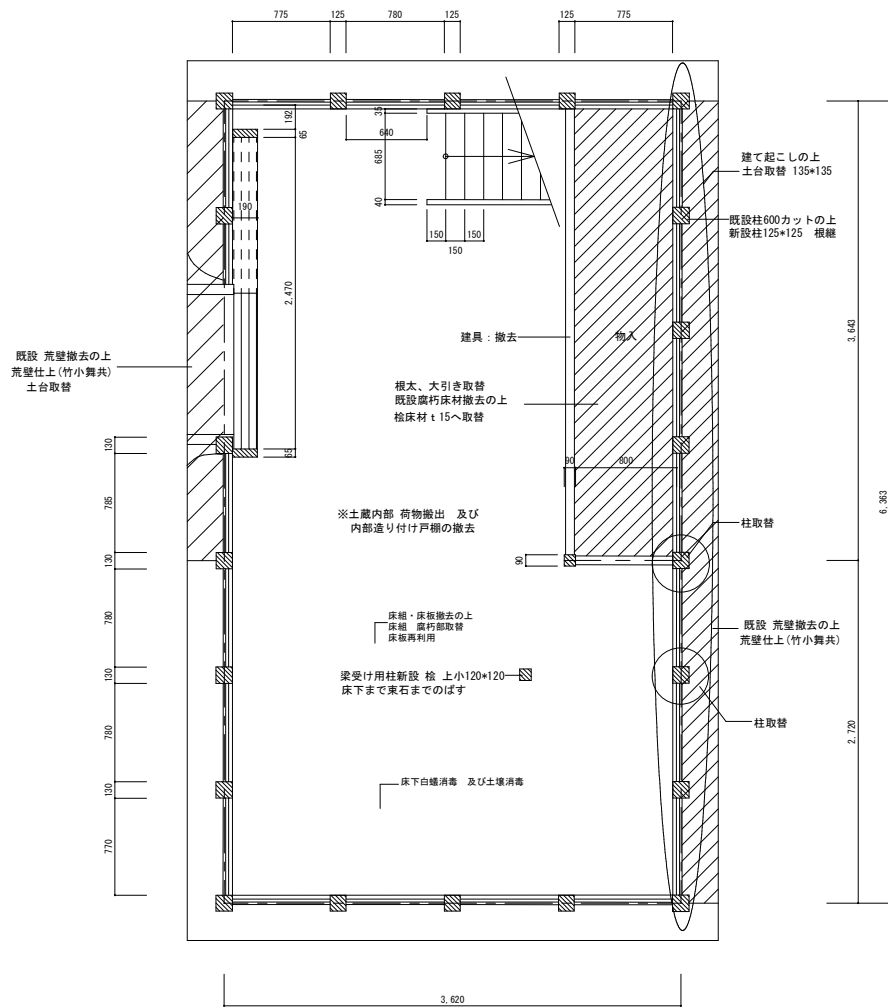 775
125
780
125
125
775
192
65
35
640
685
40
190
150
150
150
2,470
65
建て起こしの上
土台取替 135*135
既設柱600カットの上
新設柱125*125 根継
3,643
建具：撤去
物入
既設 荒壁撤去の上
荒壁仕上(竹小舞共)
土台取替
根太、大引き取替
既設腐朽床材撤去の上
桧床材ｔ15へ取替
90
800
6,363
130
785
130
780
130
780
130
770
※土蔵内部 荷物搬出 及び
内部造り付け戸棚の撤去
柱取替
90
床組・床板撤去の上
床組 腐朽部取替
床板再利用
既設 荒壁撤去の上
荒壁仕上(竹小舞共)
梁受け用柱新設 桧 上小120*120
床下まで束石までのばす
柱取替
2,720
床下白蟻消毒 及び土壌消毒
3,620